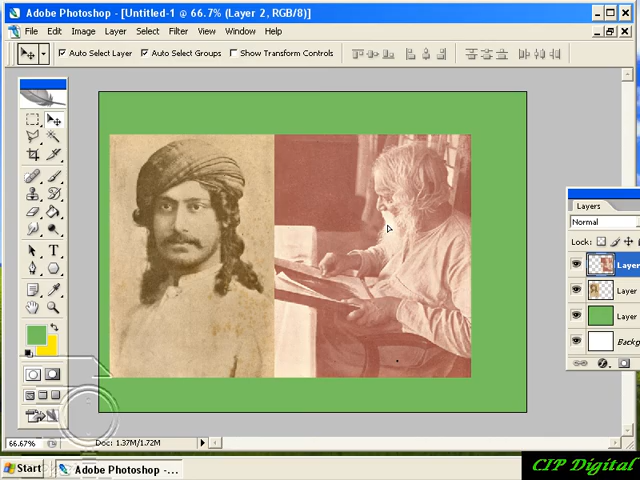 Adobe Photoshop - [Untitled-1 @ 66.7% (Layer 2, RGB/8)]
File Edit Image Layer Select Filter View Window Help
Auto Select Layer Auto Select Groups Show Transform Controls
Layers
Normal
Lock:
Layer
Layer
Layer
Backg
66.67% Doc: 1.37M/1.72M
Start Adobe Photoshop - ...
CIP Digital